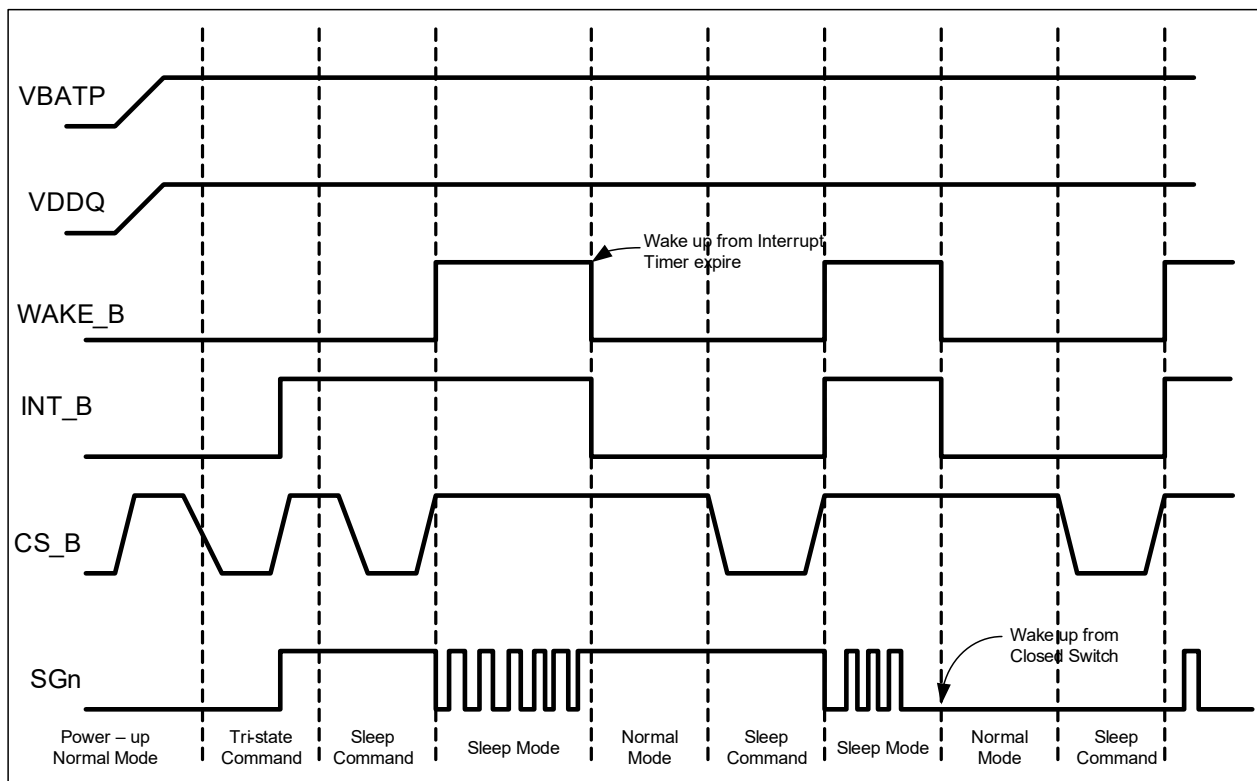 VBATP
VDDQ
Wake up from Interrupt
Timer expire
WAKE_B
INT_B
CS_B
Wake up from
Closed Switch
SGn
Power – up
Normal Mode
Tri-state
Command
Sleep
Command
Sleep Mode
Normal
Mode
Sleep
Command
Sleep Mode
Normal
Mode
Sleep
Command